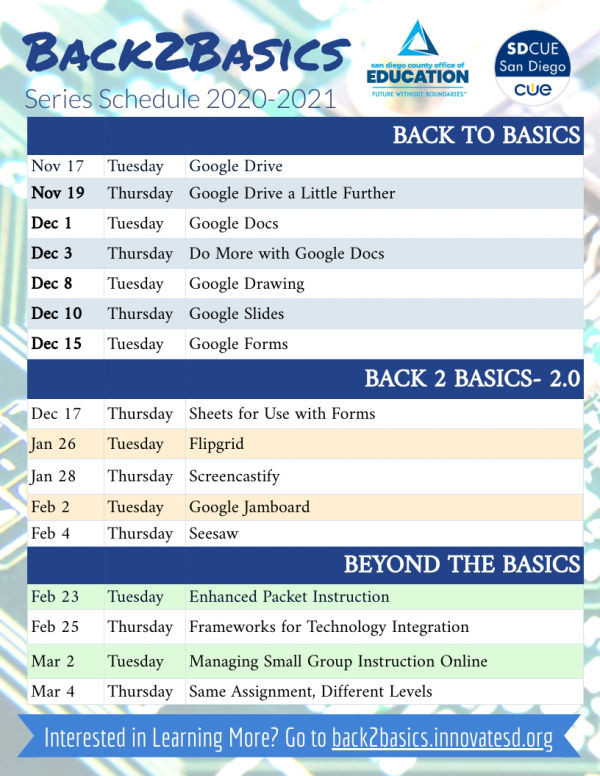 Back2Basics
Series Schedule 2020-2021
san diego county office of
EDUCATION
FUTURE WITHOUT BOUNDARIES™
SDCUE
San Diego
cue
BACK TO BASICS
Nov 17 Tuesday Google Drive
Nov 19 Thursday Google Drive a Little Further
Dec 1 Tuesday Google Docs
Dec 3 Thursday Do More with Google Docs
Dec 8 Tuesday Google Drawing
Dec 10 Thursday Google Slides
Dec 15 Tuesday Google Forms
BACK 2 BASICS- 2.0
Dec 17 Thursday Sheets for Use with Forms
Jan 26 Tuesday Flipgrid
Jan 28 Thursday Screencastify
Feb 2 Tuesday Google Jamboard
Feb 4 Thursday Seesaw
BEYOND THE BASICS
Feb 23 Tuesday Enhanced Packet Instruction
Feb 25 Thursday Frameworks for Technology Integration
Mar 2 Tuesday Managing Small Group Instruction Online
Mar 4 Thursday Same Assignment, Different Levels
Interested in Learning More? Go to back2basics.innovatesd.org